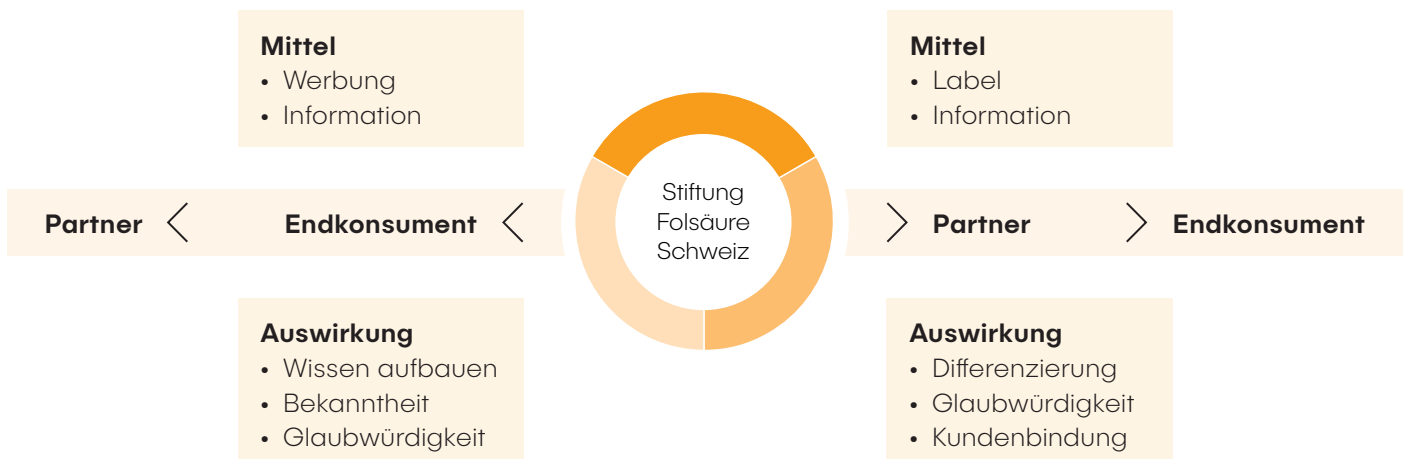 Mittel
• Werbung
• Information
Mittel
• Label
• Information
Partner
Endkonsument
Stiftung
Folsäure
Schweiz
Partner
Endkonsument
Auswirkung
• Wissen aufbauen
• Bekanntheit
• Glaubwürdigkeit
Auswirkung
• Differenzierung
• Glaubwürdigkeit
• Kundenbindung